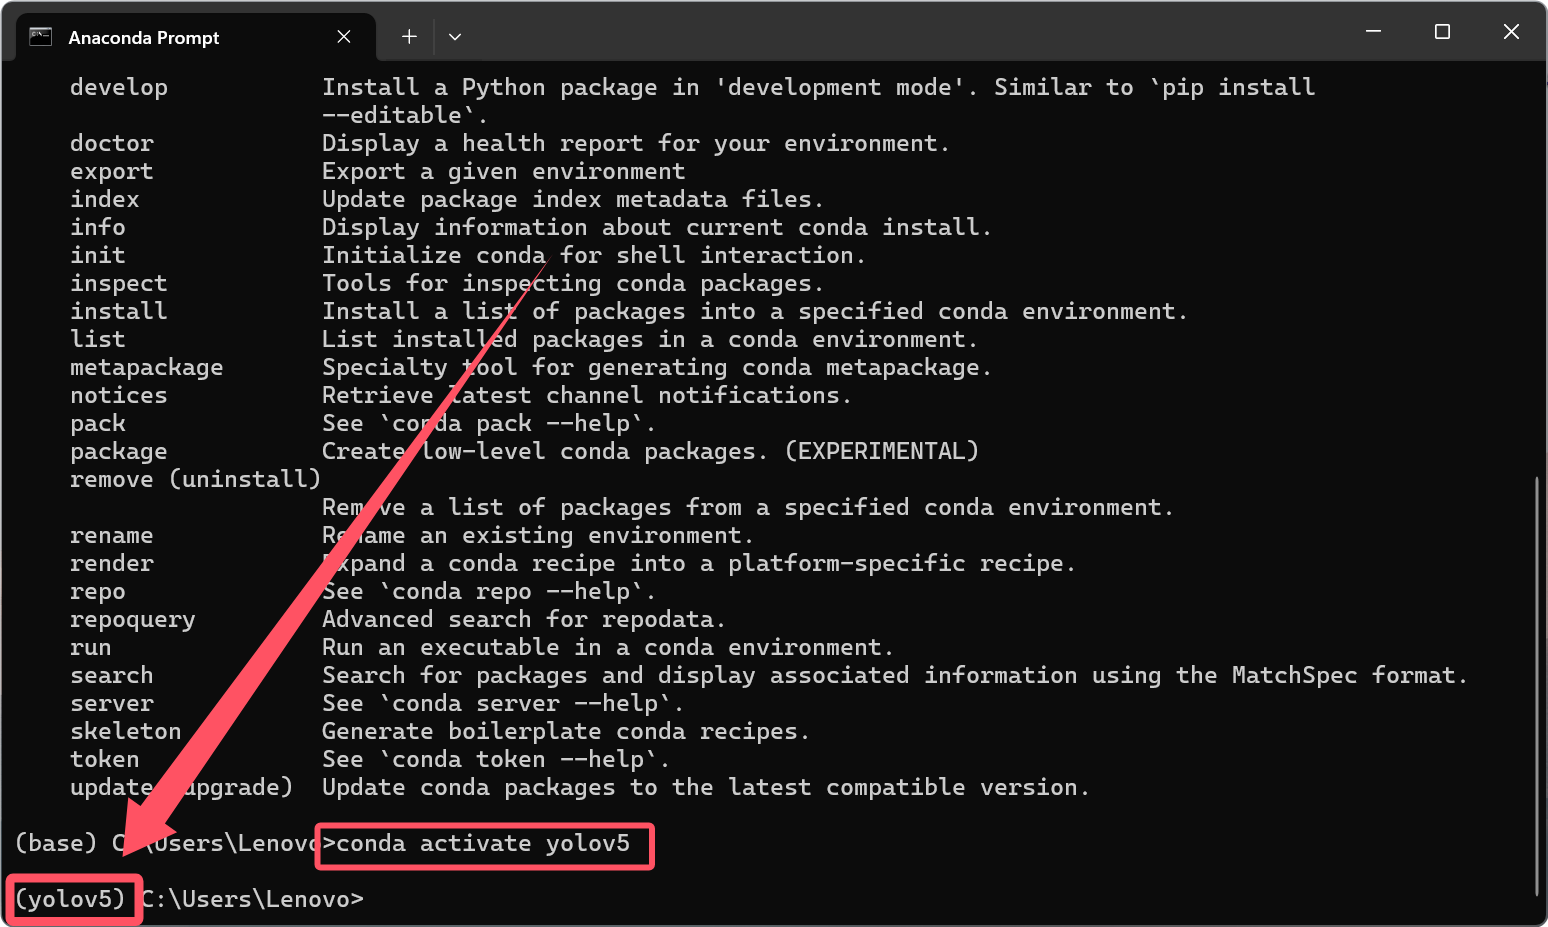 Anaconda Prompt
develop Install a Python package in 'development mode'. Similar to `pip install
--editable`.
doctor Display a health report for your environment.
export Export a given environment
index Update package index metadata files.
info Display information about current conda install.
init Initialize conda for shell interaction.
inspect Tools for inspecting conda packages.
install Install a list of packages into a specified conda environment.
list List installed packages in a conda environment.
metapackage Specialty tool for generating conda metapackage.
notices Retrieve latest channel notifications.
pack See `conda pack --help`.
package Create low-level conda packages. (EXPERIMENTAL)
remove (uninstall)
Remove a list of packages from a specified conda environment.
rename Rename an existing environment.
render Expand a conda recipe into a platform-specific recipe.
repo See `conda repo --help`.
repoquery Advanced search for repodata.
run Run an executable in a conda environment.
search Search for packages and display associated information using the MatchSpec format.
server See `conda server --help`.
skeleton Generate boilerplate conda recipes.
token See `conda token --help`.
update (upgrade) Update conda packages to the latest compatible version.
(base) C:\Users\Lenovo>conda activate yolov5
(yolov5) C:\Users\Lenovo>